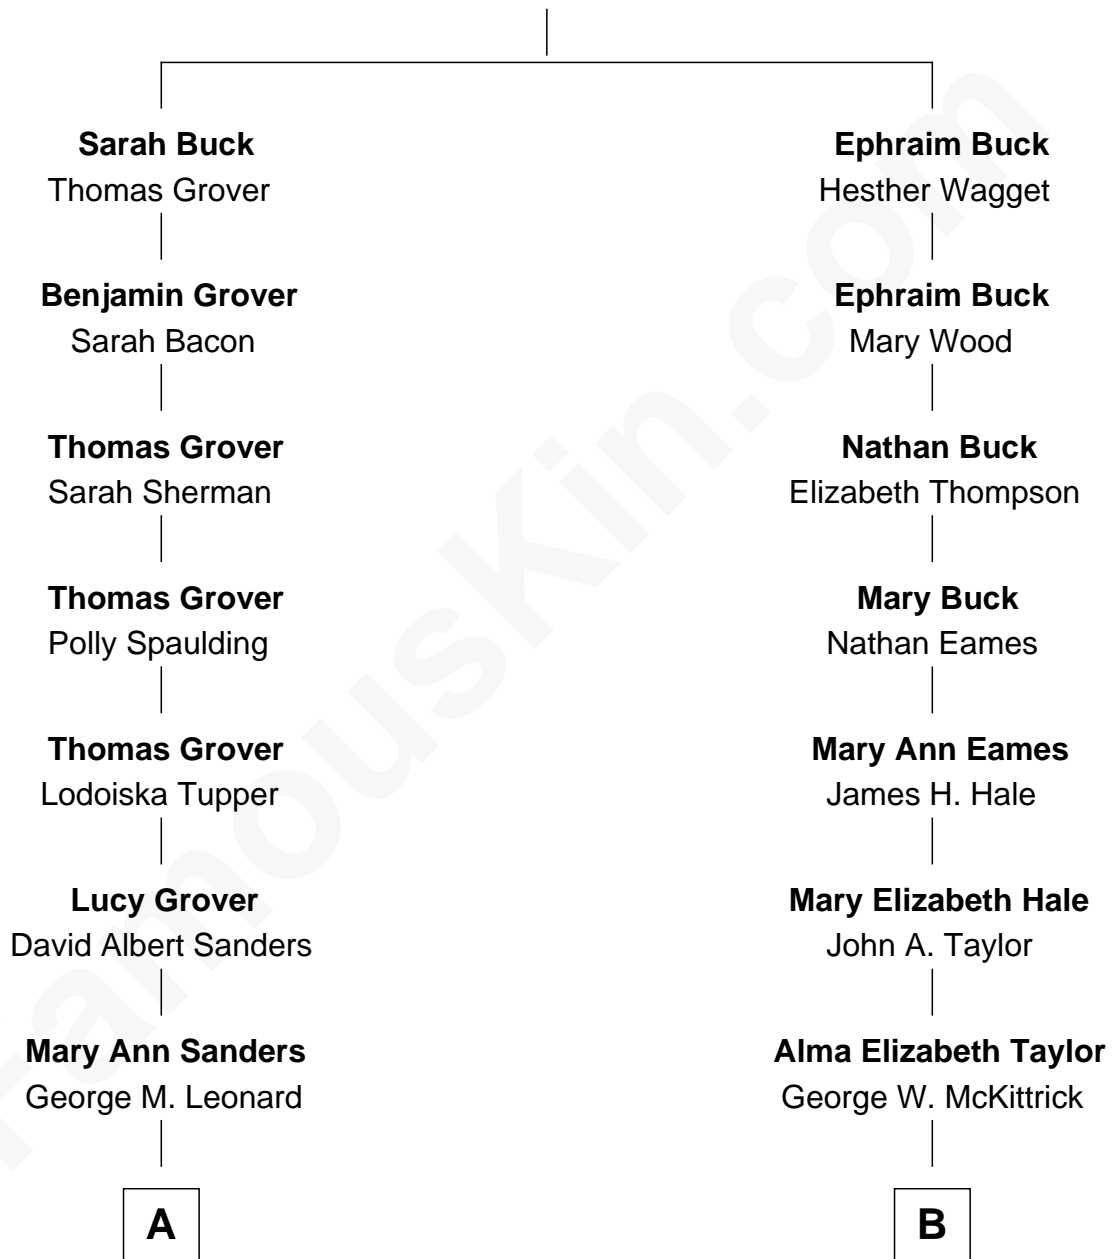 Sarah Buck
Thomas Grover
Benjamin Grover
Sarah Bacon
Thomas Grover
Sarah Sherman
Thomas Grover
Polly Spaulding
Thomas Grover
Lodoiska Tupper
Lucy Grover
David Albert Sanders
Mary Ann Sanders
George M. Leonard
A
Ephraim Buck
Hesther Wagget
Ephraim Buck
Mary Wood
Nathan Buck
Elizabeth Thompson
Mary Buck
Nathan Eames
Mary Ann Eames
James H. Hale
Mary Elizabeth Hale
John A. Taylor
Alma Elizabeth Taylor
George W. McKittrick
B
FamousKin.com